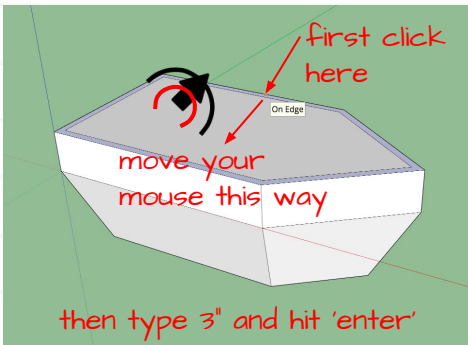 first click
here
On Edge
move your
mouse this way
then type 3" and hit 'enter'